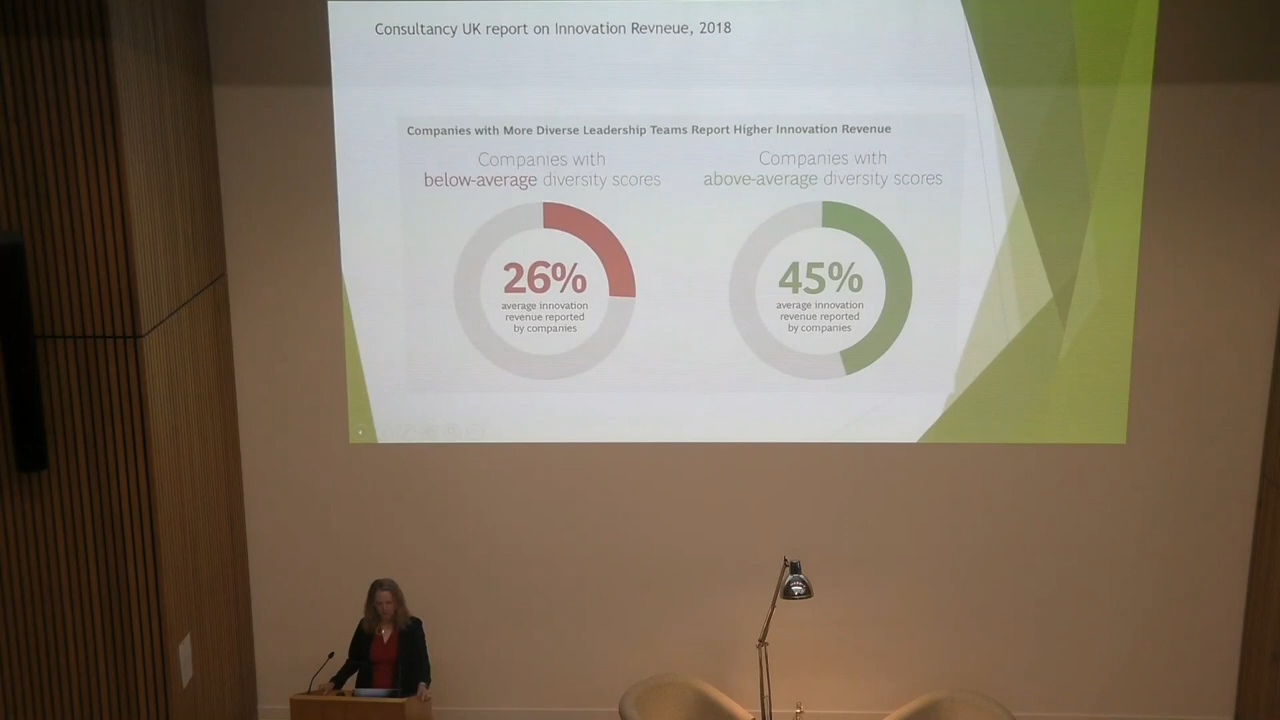 Consultancy UK report on Innovation Revneue, 2018
Companies with More Diverse Leadership Teams Report Higher Innovation Revenue
Companies with
below-average diversity scores
26%
average innovation
revenue reported
by companies
Companies with
above-average diversity scores
45%
average innovation
revenue reported
by companies